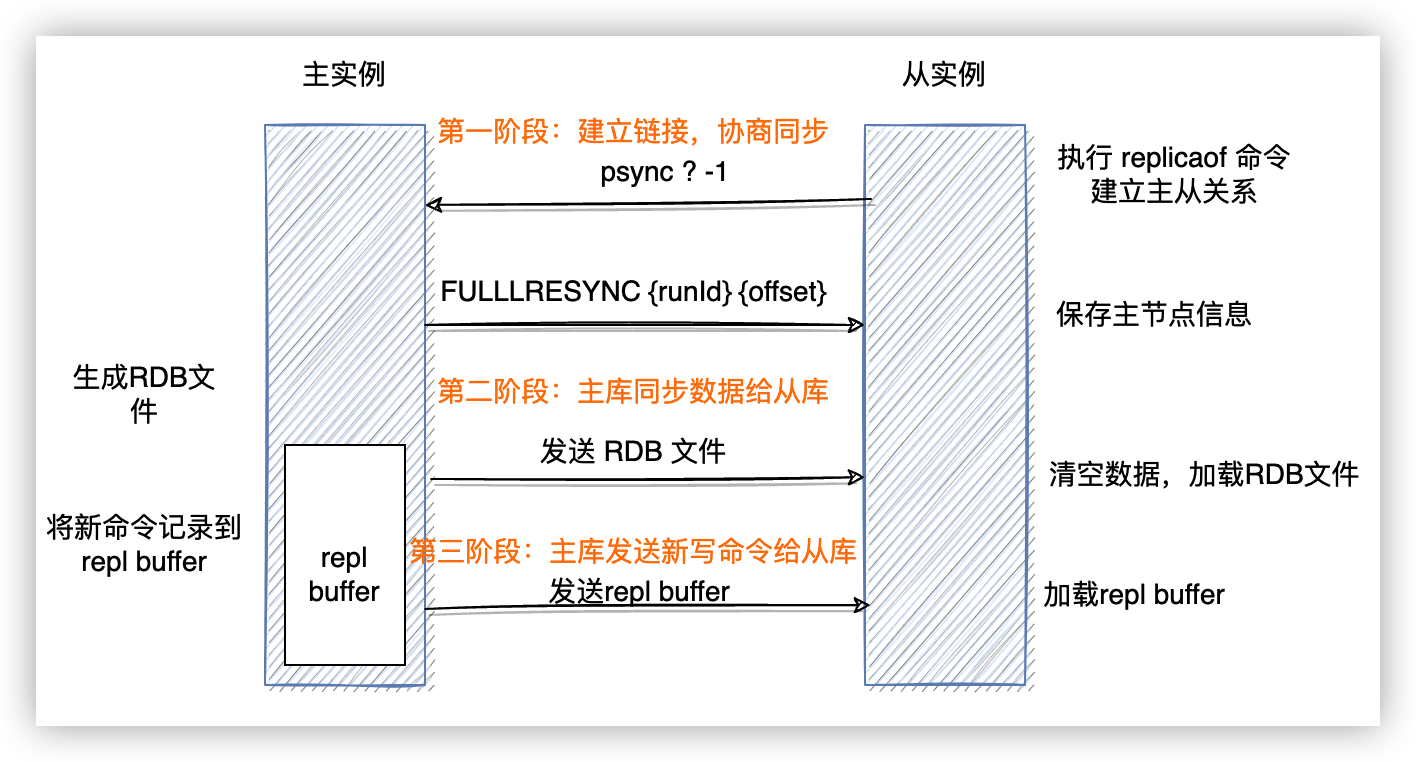 主实例
从实例
第一阶段：建立链接，协商同步
psync ? -1
执行 replicaof 命令
建立主从关系
FULLLRESYNC {runId} {offset}
保存主节点信息
生成RDB文
件
第二阶段：主库同步数据给从库
发送 RDB 文件
清空数据，加载RDB文件
将新命令记录到
repl buffer
repl
buffer
第三阶段：主库发送新写命令给从库
发送repl buffer
加载repl buffer